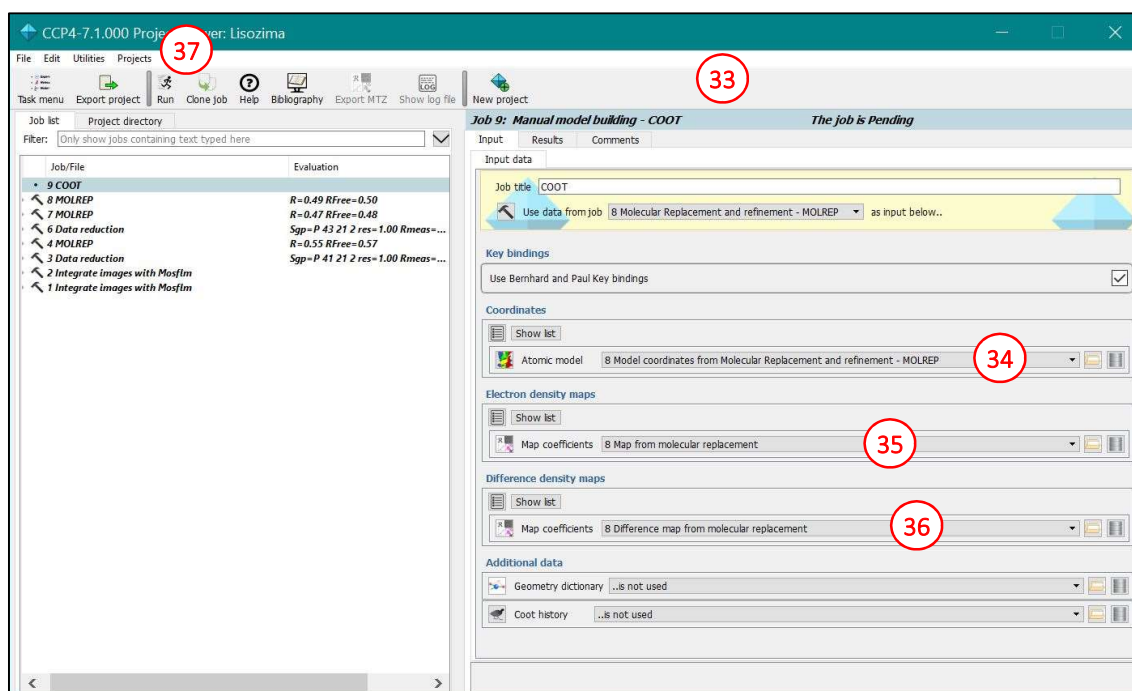 CCP4-7.1.000 Project Viewer: Lisozima
File Edit Utilities Projects
37
33
Task menu Export project Run Clone job Help Bibliography Export MTZ Show log file New project
Job list Project directory
Filter: Only show jobs containing text typed here
Job/File Evaluation
9 COOT
8 MOLREP R=0.49 RFree=0.50
7 MOLREP R=0.47 RFree=0.48
6 Data reduction Sgp=P 43 21 2 res=1.00 Rmeas=...
4 MOLREP R=0.55 RFree=0.57
3 Data reduction Sgp=P 41 21 2 res=1.00 Rmeas=...
2 Integrate images with Mosflm
1 Integrate images with Mosflm
Job 9: Manual model building - COOT The job is Pending
Input Results Comments
Input data
Job title COOT
Use data from job 8 Molecular Replacement and refinement - MOLREP as input below..
Key bindings
Use Bernhard and Paul Key bindings
Coordinates
Show list
Atomic model 8 Model coordinates from Molecular Replacement and refinement - MOLREP
34
Electron density maps
Show list
Map coefficients 8 Map from molecular replacement
35
Difference density maps
Show list
Map coefficients 8 Difference map from molecular replacement
36
Additional data
Geometry dictionary ..is not used
Coot history ..is not used